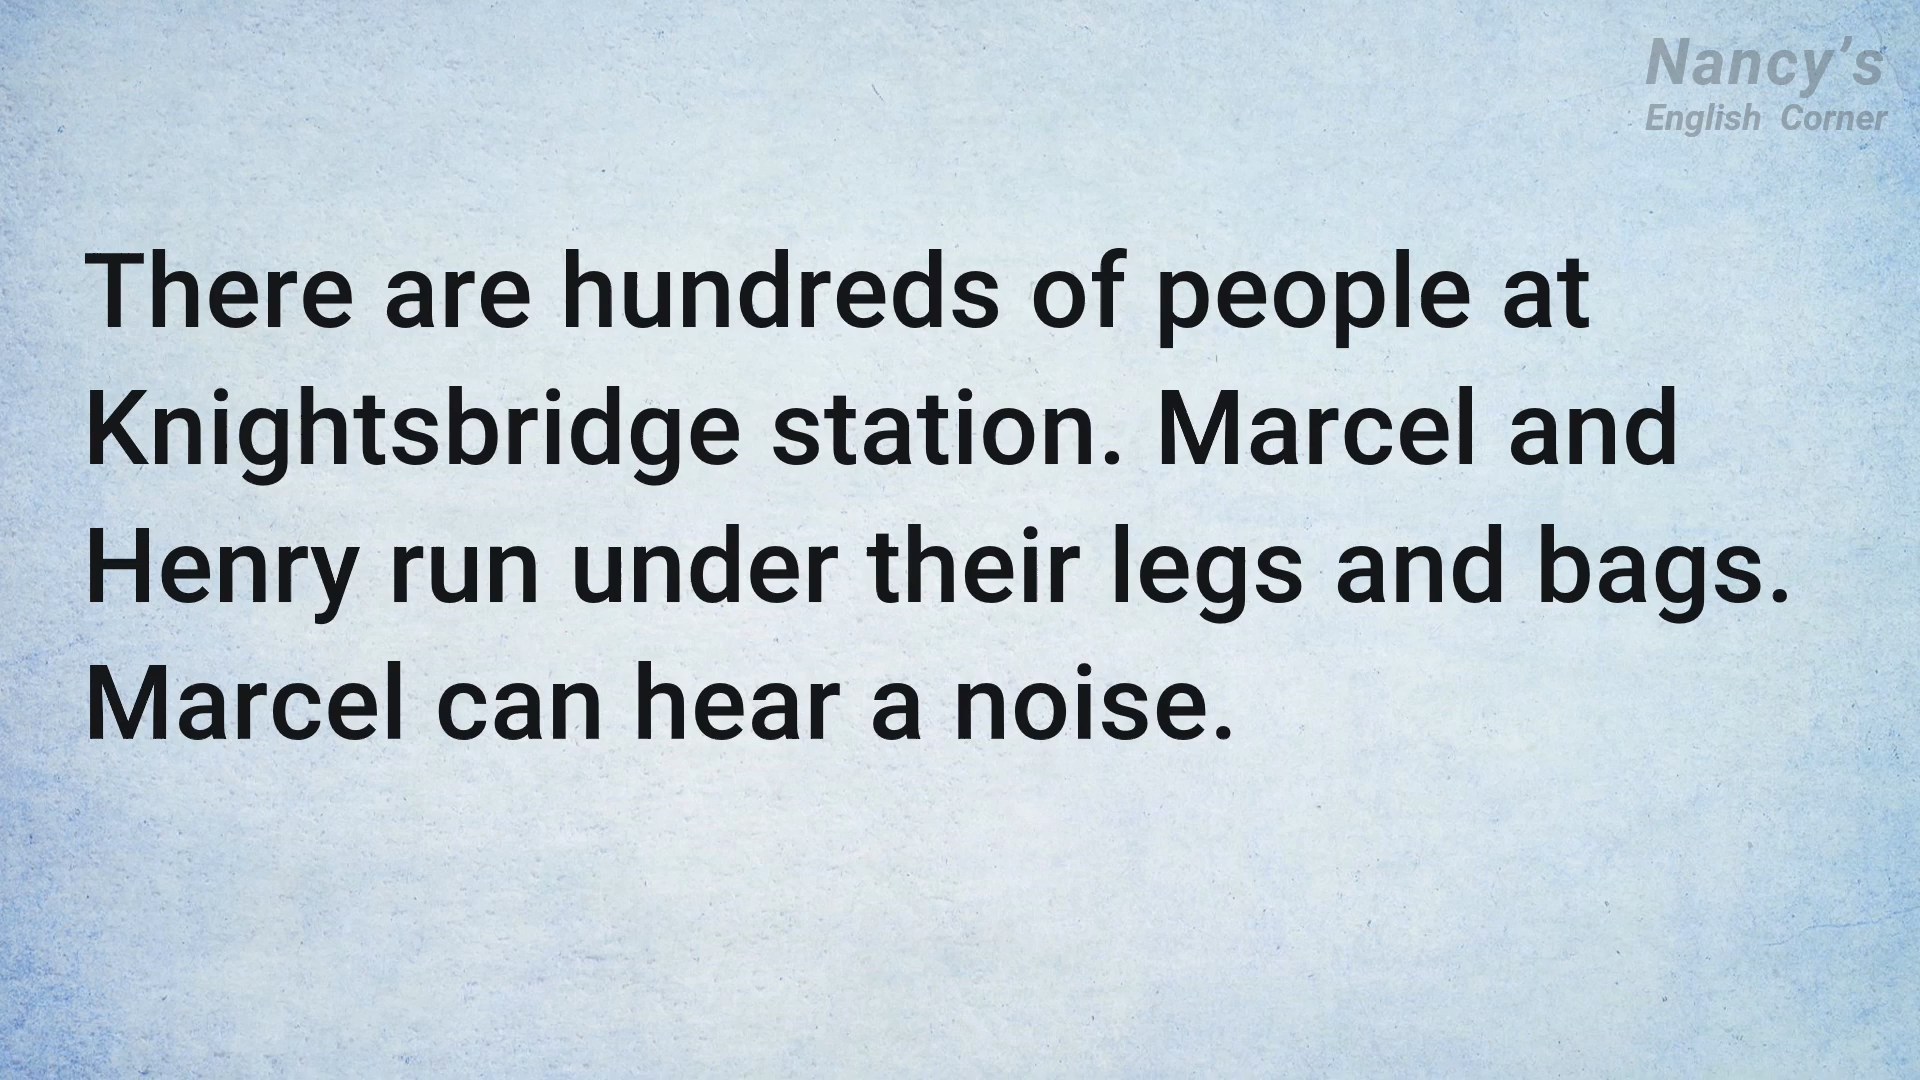 Nancy’s
English Corner
There are hundreds of people at
Knightsbridge station. Marcel and
Henry run under their legs and bags.
Marcel can hear a noise.